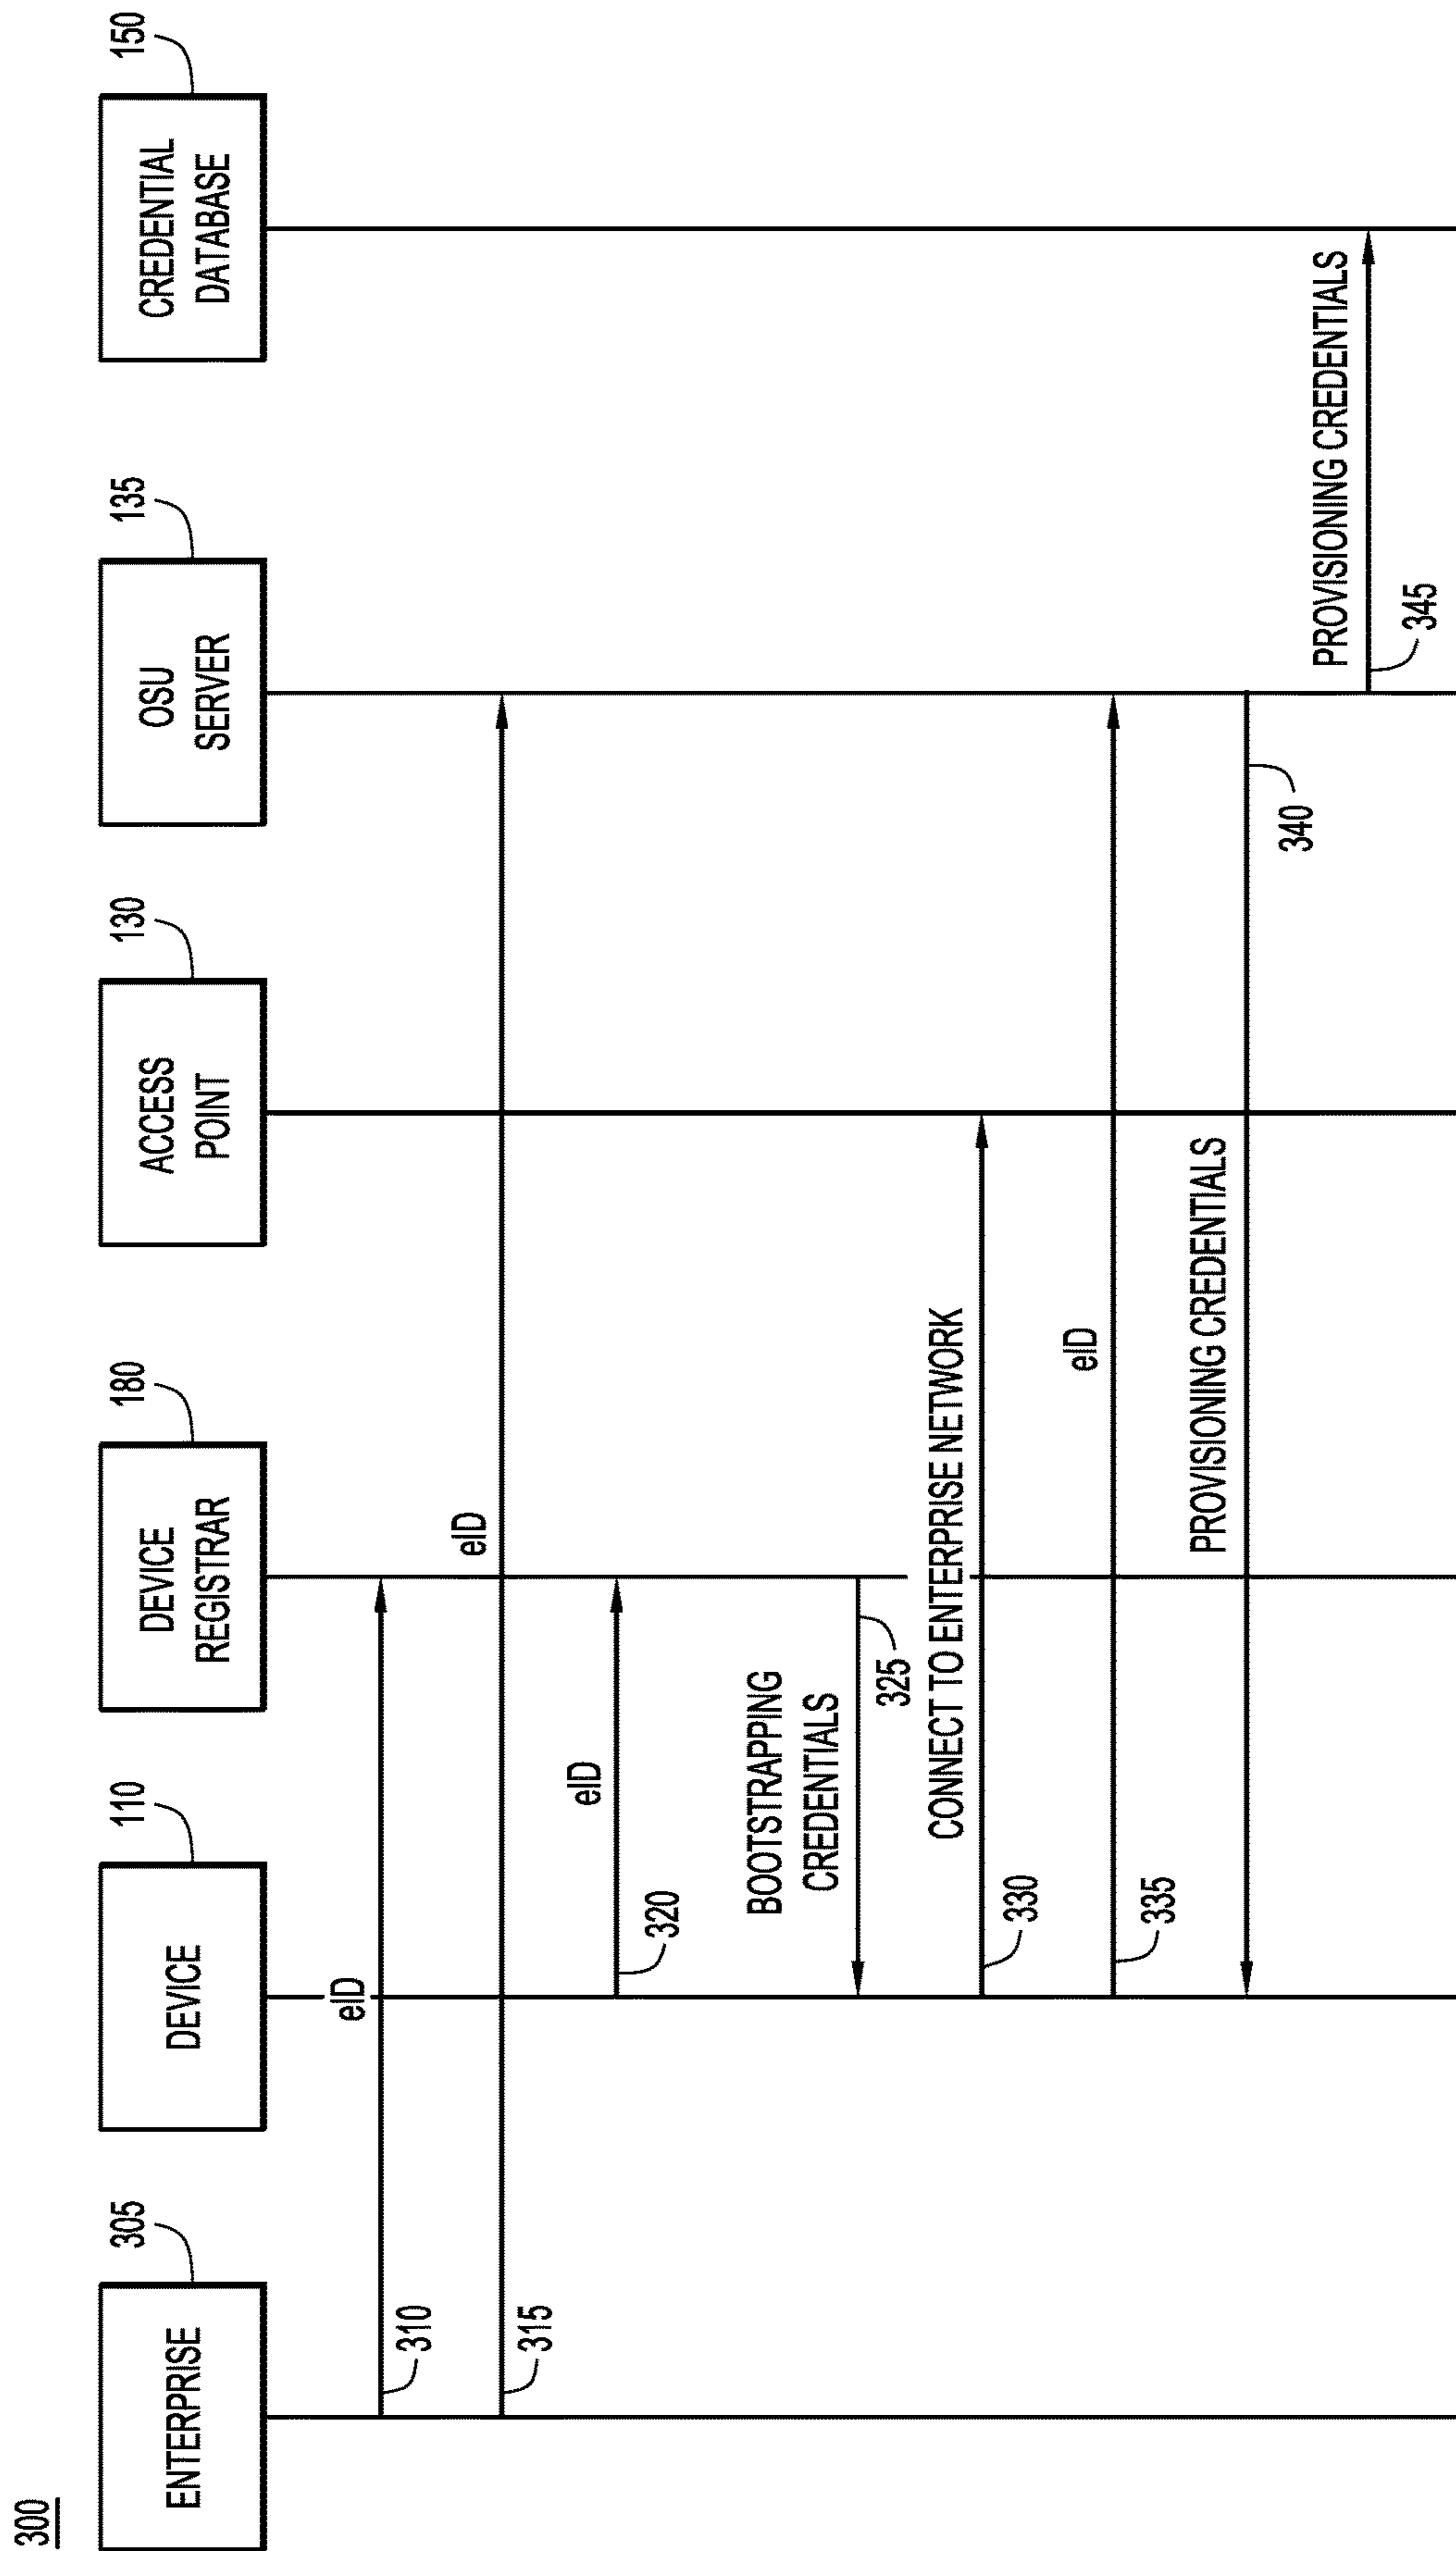 300
ENTERPRISE
305
DEVICE
110
DEVICE
REGISTRAR
180
ACCESS
POINT
130
OSU
SERVER
135
CREDENTIAL
DATABASE
150
eID
310
eID
315
eID
320
BOOTSTRAPPING
CREDENTIALS
325
CONNECT TO ENTERPRISE NETWORK
330
eID
335
PROVISIONING CREDENTIALS
340
PROVISIONING CREDENTIALS
345